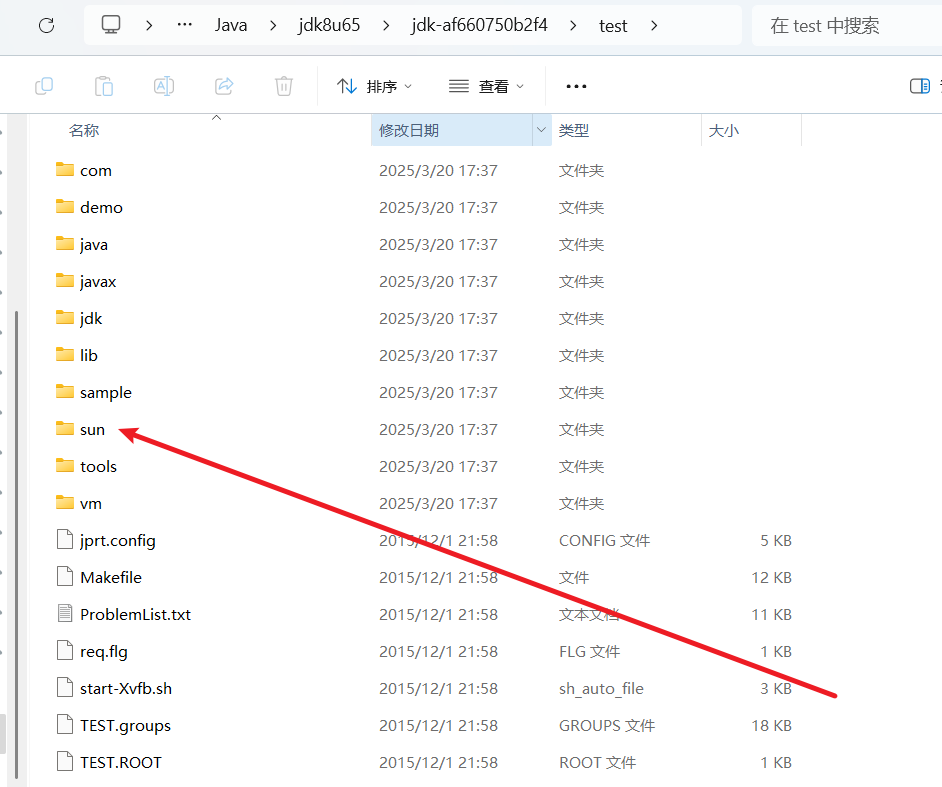 ··· Java jdk8u65 jdk-af660750b2f4 test 在 test 中搜索
排序 查看 ···
名称 修改日期 类型 大小
com 2025/3/20 17:37 文件夹
demo 2025/3/20 17:37 文件夹
java 2025/3/20 17:37 文件夹
javax 2025/3/20 17:37 文件夹
jdk 2025/3/20 17:37 文件夹
lib 2025/3/20 17:37 文件夹
sample 2025/3/20 17:37 文件夹
sun 2025/3/20 17:37 文件夹
tools 2025/3/20 17:37 文件夹
vm 2025/3/20 17:37 文件夹
jprt.config 2015/12/1 21:58 CONFIG 文件 5 KB
Makefile 2015/12/1 21:58 文件 12 KB
ProblemList.txt 2015/12/1 21:58 文本文档 11 KB
req.flg 2015/12/1 21:58 FLG 文件 1 KB
start-Xvfb.sh 2015/12/1 21:58 sh_auto_file 3 KB
TEST.groups 2015/12/1 21:58 GROUPS 文件 18 KB
TEST.ROOT 2015/12/1 21:58 ROOT 文件 1 KB